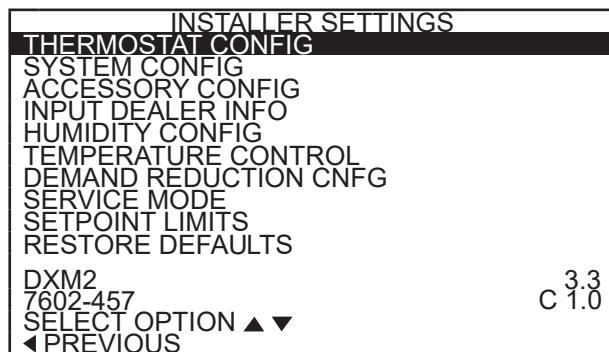 INSTALLER SETTINGS
THERMOSTAT CONFIG
SYSTEM CONFIG
ACCESSORY CONFIG
INPUT DEALER INFO
HUMIDITY CONFIG
TEMPERATURE CONTROL
DEMAND REDUCTION CNFG
SERVICE MODE
SETPOINT LIMITS
RESTORE DEFAULTS
DXM2 3.3
7602-457 C 1.0
SELECT OPTION ▲ ▼
◀ PREVIOUS